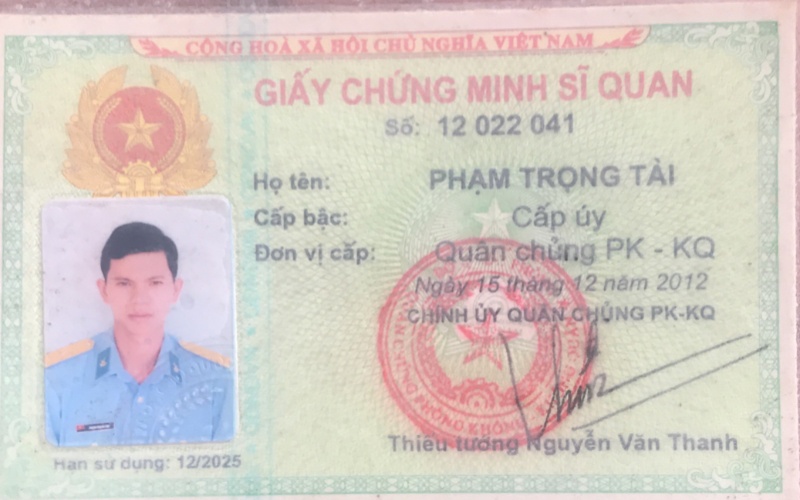 CỘNG HOÀ XÃ HỘI CHỦ NGHĨA VIỆT NAM
GIẤY CHỨNG MINH SĨ QUAN
Số: 12 022 041
Họ tên: PHẠM TRỌNG TÀI
Cấp bậc: Cấp úy
Đơn vị cấp: Quân chủng PK - KQ
Ngày 15 tháng 12 năm 2012
CHÍNH ỦY QUÂN CHỦNG PK-KQ
Thiếu tướng Nguyễn Văn Thanh
Hạn sử dụng: 12/2025